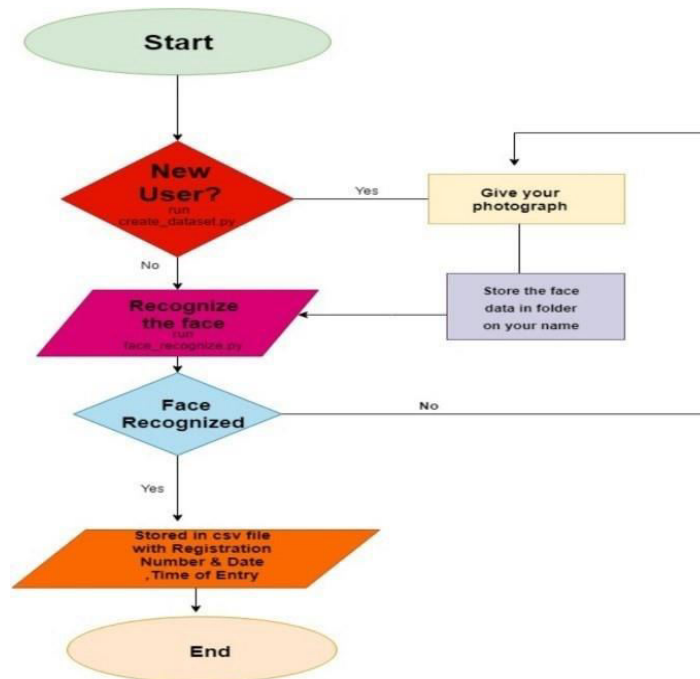 Start
New
User?
run
create_dataset.py
Yes
Give your
photograph
No
Store the face
data in folder
on your name
Recognize
the face
run
face_recognize.py
Face
Recognized
No
Yes
Stored in csv file
with Registration
Number & Date
,Time of Entry
End